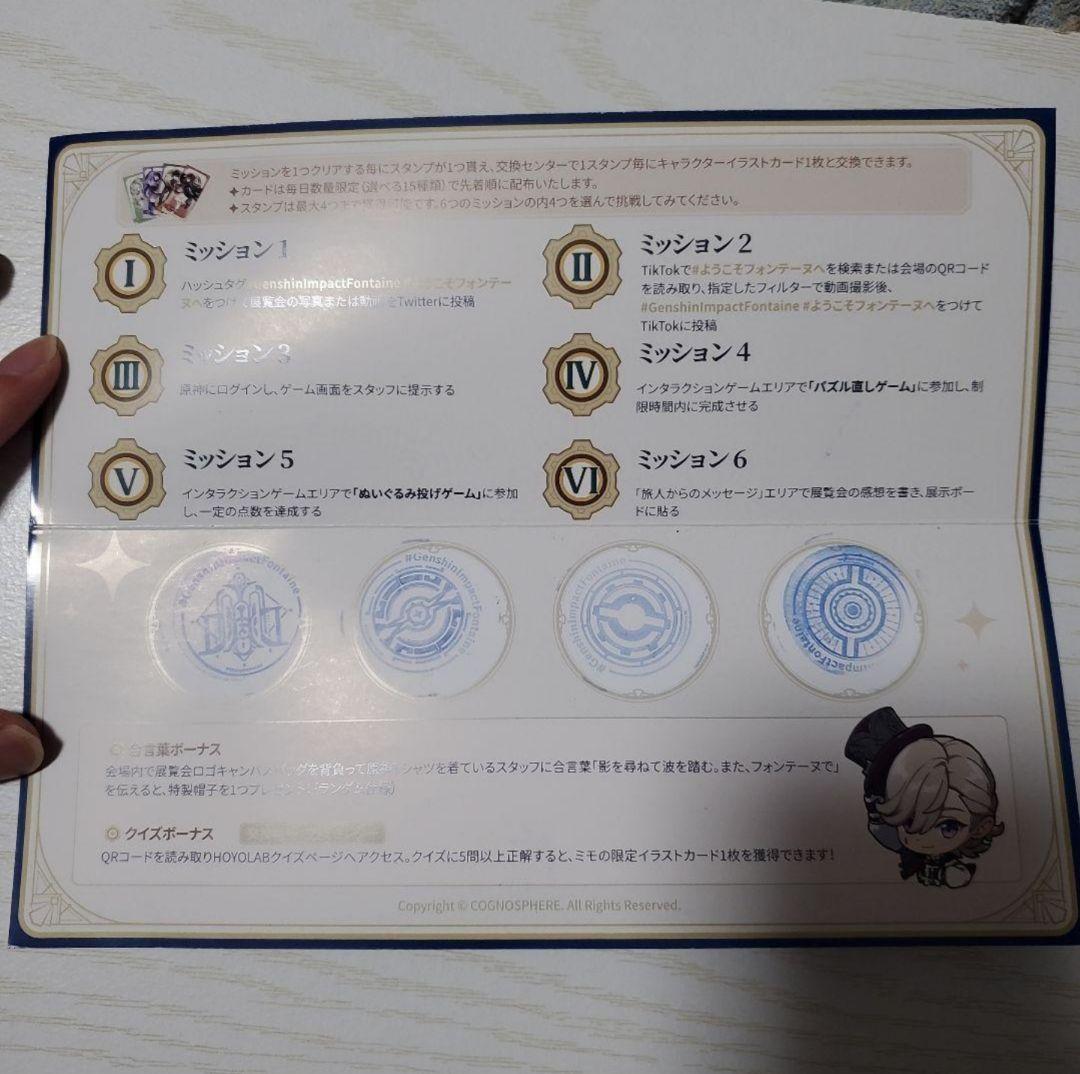 ミッションを1つクリアする毎にスタンプが1つ貰え、交換センターで1スタンプ毎にキャラクターイラストカード1枚と交換できます。
✦カードは毎日数量限定(選べる15種類)で先着順に配布いたします。
✦スタンプは最大4つまで獲得可能です。6つのミッションの内4つを選んで挑戦してみてください。
I
ミッション1
ハッシュタグ#GenshinImpactFontaine #ようこそフォンテー
ヌへをつけて展覧会の写真または動画をTwitterに投稿
II
ミッション2
TikTokで#ようこそフォンテーヌへを検索または会場のQRコード
を読み取り、指定したフィルターで動画撮影後、
#GenshinImpactFontaine #ようこそフォンテーヌへをつけて
TikTokに投稿
III
ミッション3
原神にログインし、ゲーム画面をスタッフに提示する
IV
ミッション4
インタラクションゲームエリアで「パズル直しゲーム」に参加し、制
限時間内に完成させる
V
ミッション5
インタラクションゲームエリアで「ぬいぐるみ投げゲーム」に参加
し、一定の点数を達成する
VI
ミッション6
「旅人からのメッセージ」エリアで展覧会の感想を書き、展示ボー
ドに貼る
#GenshinImpactFontaine
#GenshinImpactFontaine
#GenshinImpactFontaine
ImpactFontaine
合言葉ボーナス
会場内で展覧会ロゴキャンバスバッグを背負って原神Tシャツを着ているスタッフに合言葉「影を尋ねて波を踏む。また、フォンテーヌで」
を伝えると、特製帽子を1つプレゼント!(ランダム
クイズボーナス
QRコードを読み取りHOYOLABクイズページへアクセス。クイズに5問以上正解すると、ミモの限定イラストカード1枚を獲得できます!
Copyright © COGNOSPHERE. All Rights Reserved.